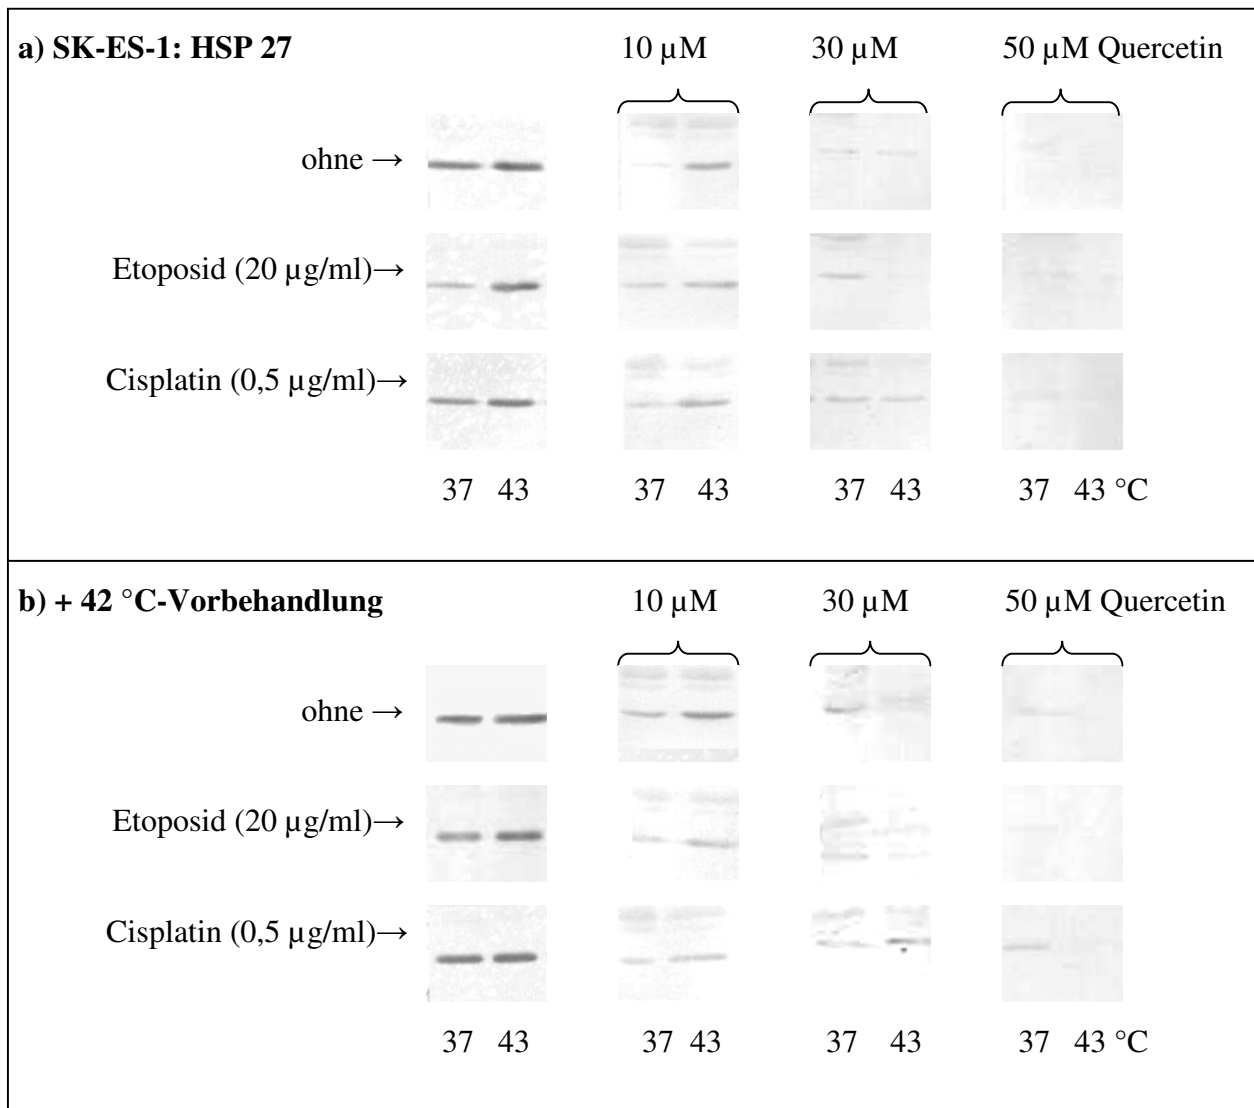 a) SK-ES-1: HSP 27 10 µM 30 µM 50 µM Quercetin
ohne →
Etoposid (20 µg/ml)→
Cisplatin (0,5 µg/ml)→
37 43 37 43 37 43 37 43 °C
b) + 42 °C-Vorbehandlung 10 µM 30 µM 50 µM Quercetin
ohne →
Etoposid (20 µg/ml)→
Cisplatin (0,5 µg/ml)→
37 43 37 43 37 43 37 43 °C